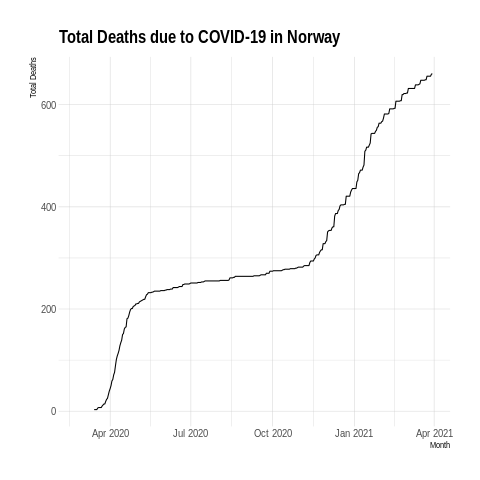 Total Deaths due to COVID-19 in Norway
Total Deaths
600
400
200
0
Apr 2020 Jul 2020 Oct 2020 Jan 2021 Apr 2021
Month